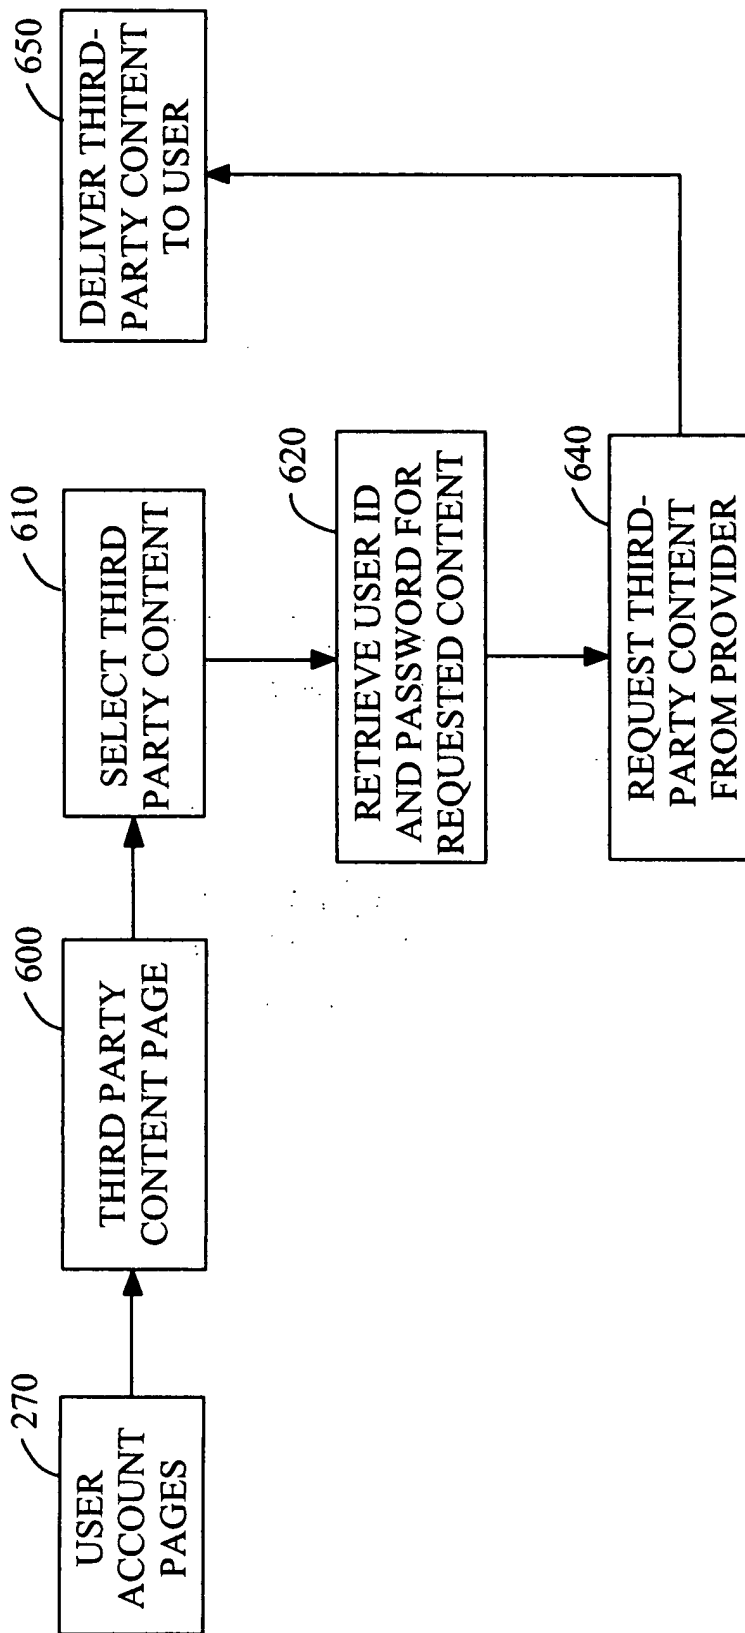 270
USER
ACCOUNT
PAGES
600
THIRD PARTY
CONTENT PAGE
610
SELECT THIRD
PARTY CONTENT
620
RETRIEVE USER ID
AND PASSWORD FOR
REQUESTED CONTENT
640
REQUEST THIRD-
PARTY CONTENT
FROM PROVIDER
650
DELIVER THIRD-
PARTY CONTENT
TO USER